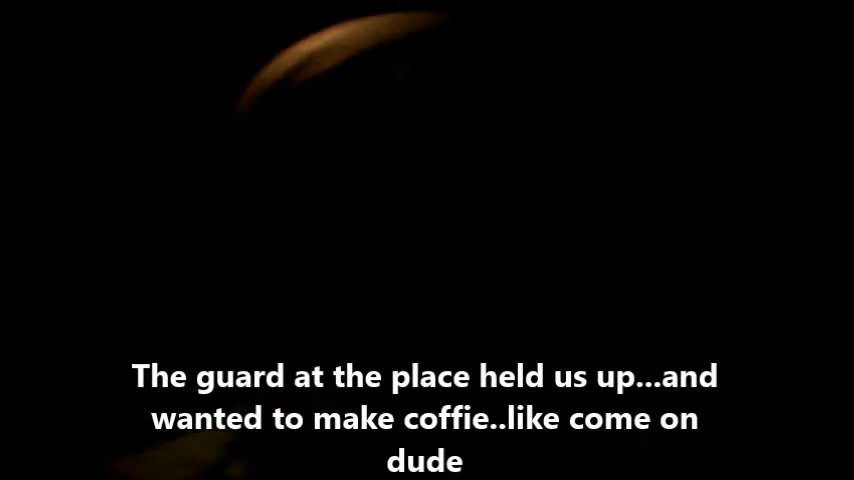 The guard at the place held us up...and
wanted to make coffie..like come on
dude